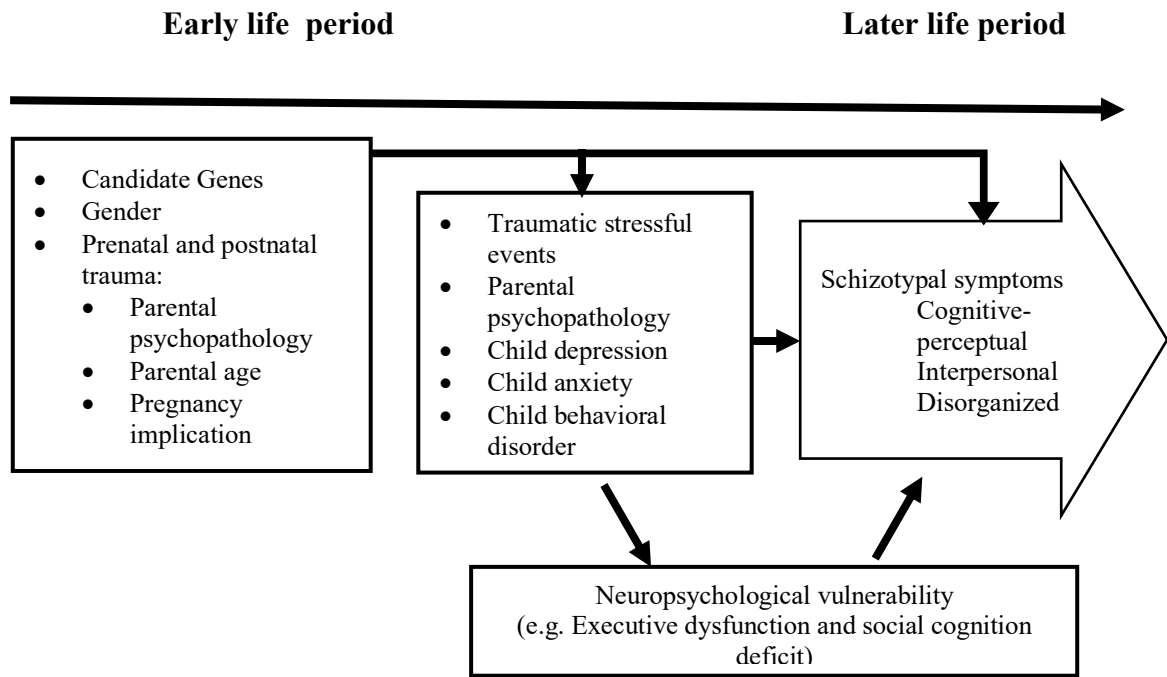 Early life period
Later life period
• Candidate Genes
• Gender
• Prenatal and postnatal
trauma:
• Parental
psychopathology
• Parental age
• Pregnancy
implication
• Traumatic stressful
events
• Parental
psychopathology
• Child depression
• Child anxiety
• Child behavioral
disorder
Schizotypal symptoms
Cognitive-
perceptual
Interpersonal
Disorganized
Neuropsychological vulnerability
(e.g. Executive dysfunction and social cognition
deficit)